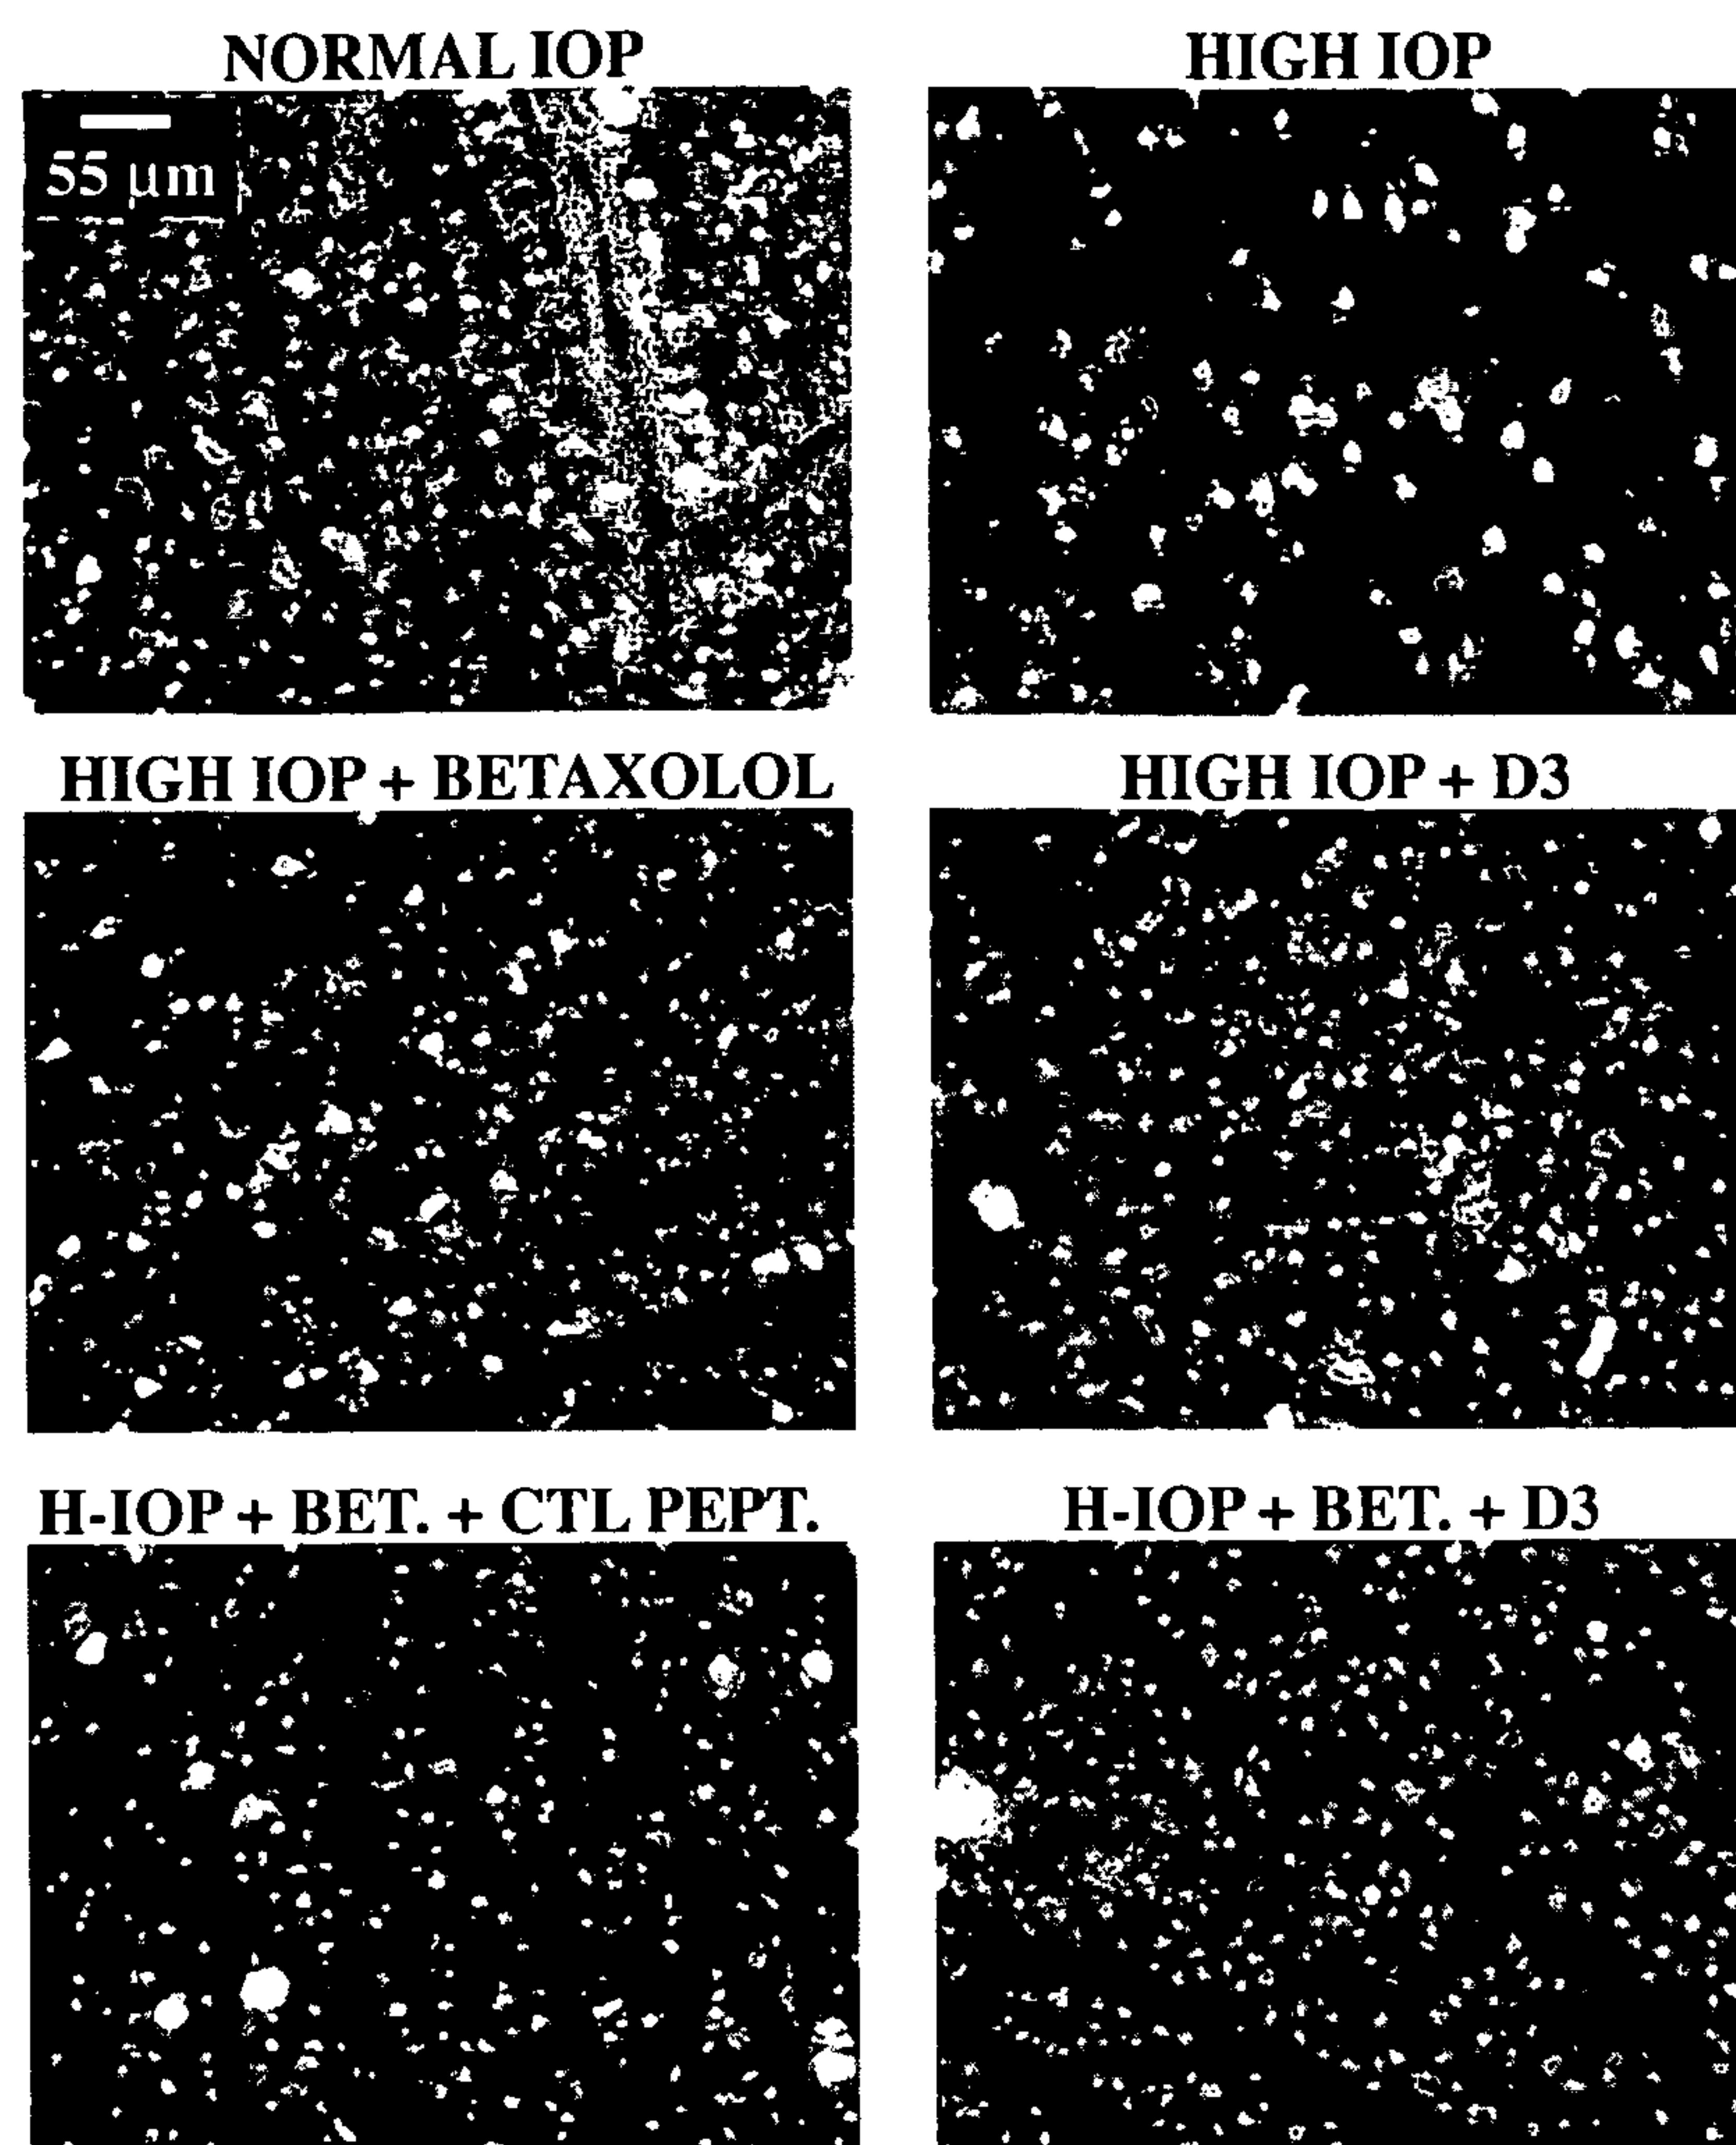 NORMAL IOP
HIGH IOP
55 µm
HIGH IOP + BETAXOLOL
HIGH IOP + D3
H-IOP + BET. + CTL PEPT.
H-IOP + BET. + D3